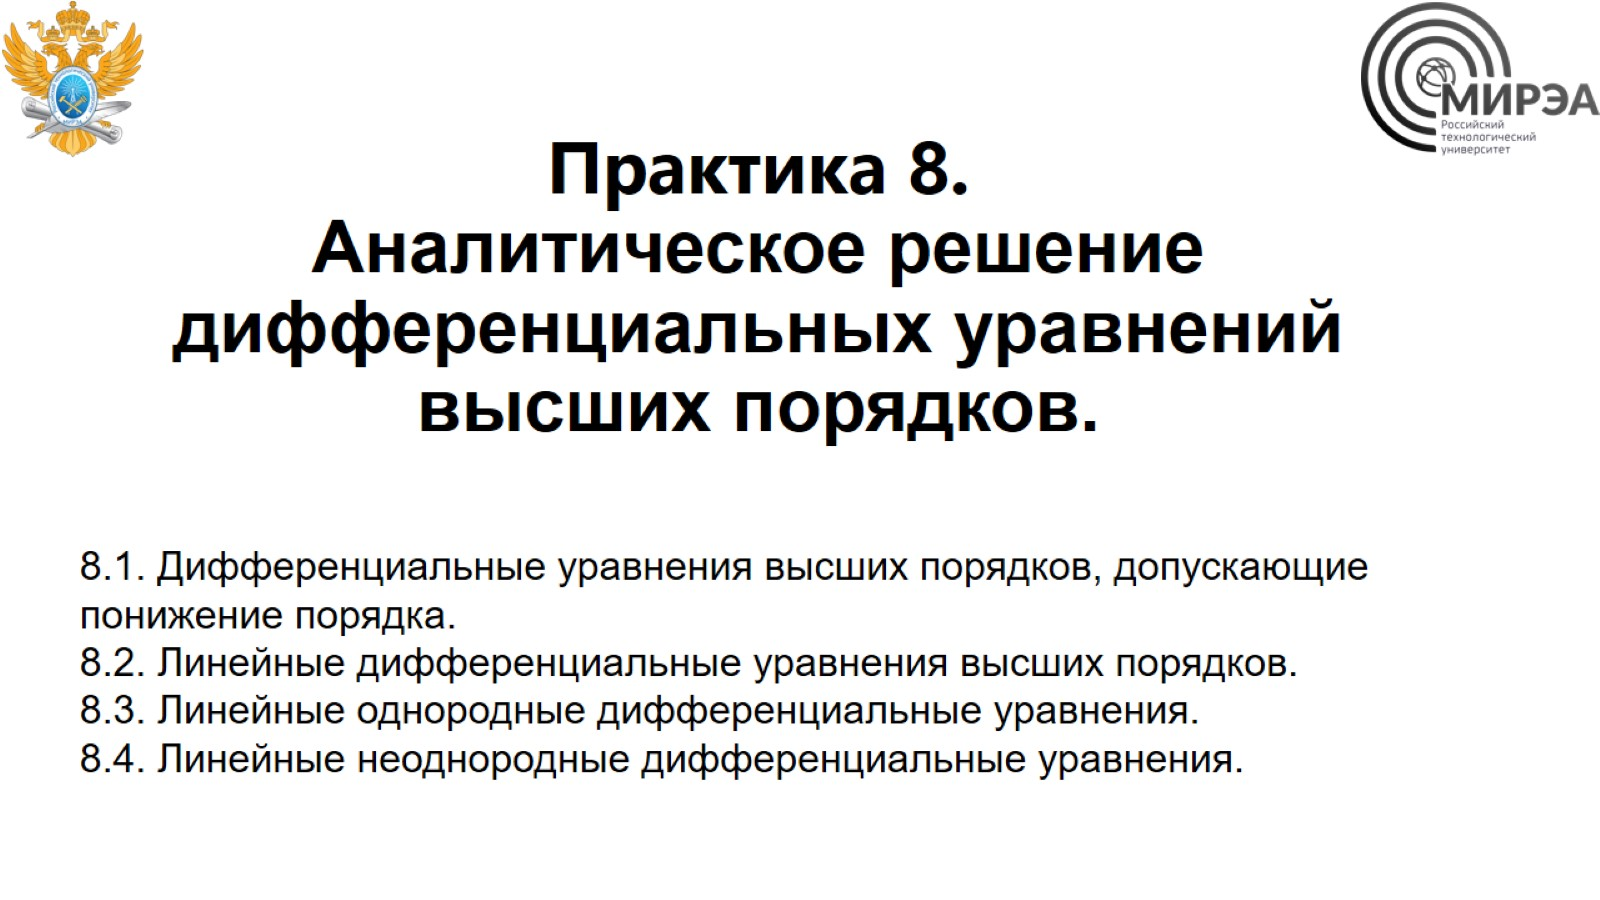 МИРЭА
Российский
технологический
университет
Практика 8.
Аналитическое решение
дифференциальных уравнений
высших порядков.
8.1. Дифференциальные уравнения высших порядков, допускающие
понижение порядка.
8.2. Линейные дифференциальные уравнения высших порядков.
8.3. Линейные однородные дифференциальные уравнения.
8.4. Линейные неоднородные дифференциальные уравнения.